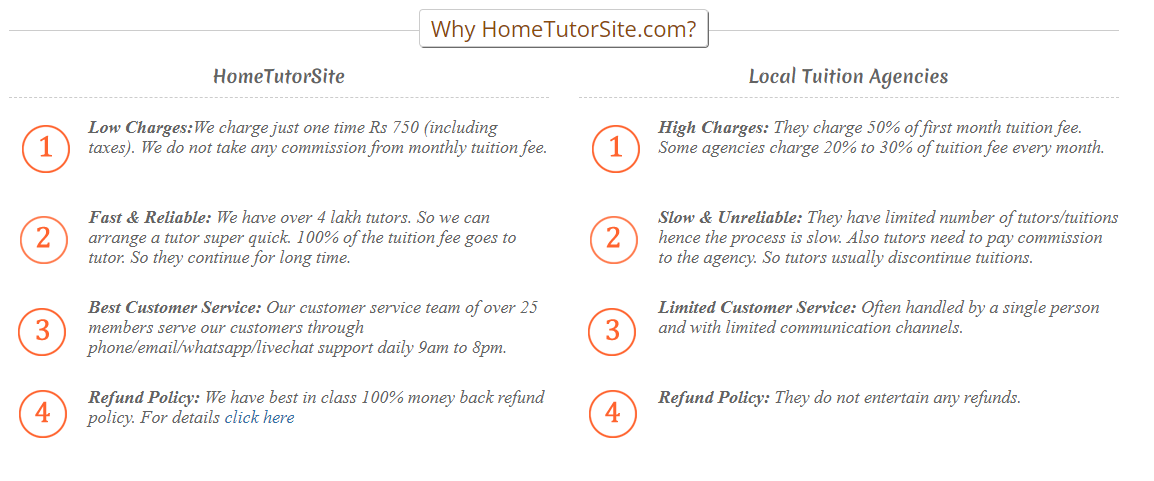 Why HomeTutorSite.com?
HomeTutorSite
1
Low Charges:We charge just one time Rs 750 (including
taxes). We do not take any commission from monthly tuition fee.
2
Fast & Reliable: We have over 4 lakh tutors. So we can
arrange a tutor super quick. 100% of the tuition fee goes to
tutor. So they continue for long time.
3
Best Customer Service: Our customer service team of over 25
members serve our customers through
phone/email/whatsapp/livechat support daily 9am to 8pm.
4
Refund Policy: We have best in class 100% money back refund
policy. For details click here
Local Tuition Agencies
1
High Charges: They charge 50% of first month tuition fee.
Some agencies charge 20% to 30% of tuition fee every month.
2
Slow & Unreliable: They have limited number of tutors/tuitions
hence the process is slow. Also tutors need to pay commission
to the agency. So tutors usually discontinue tuitions.
3
Limited Customer Service: Often handled by a single person
and with limited communication channels.
4
Refund Policy: They do not entertain any refunds.